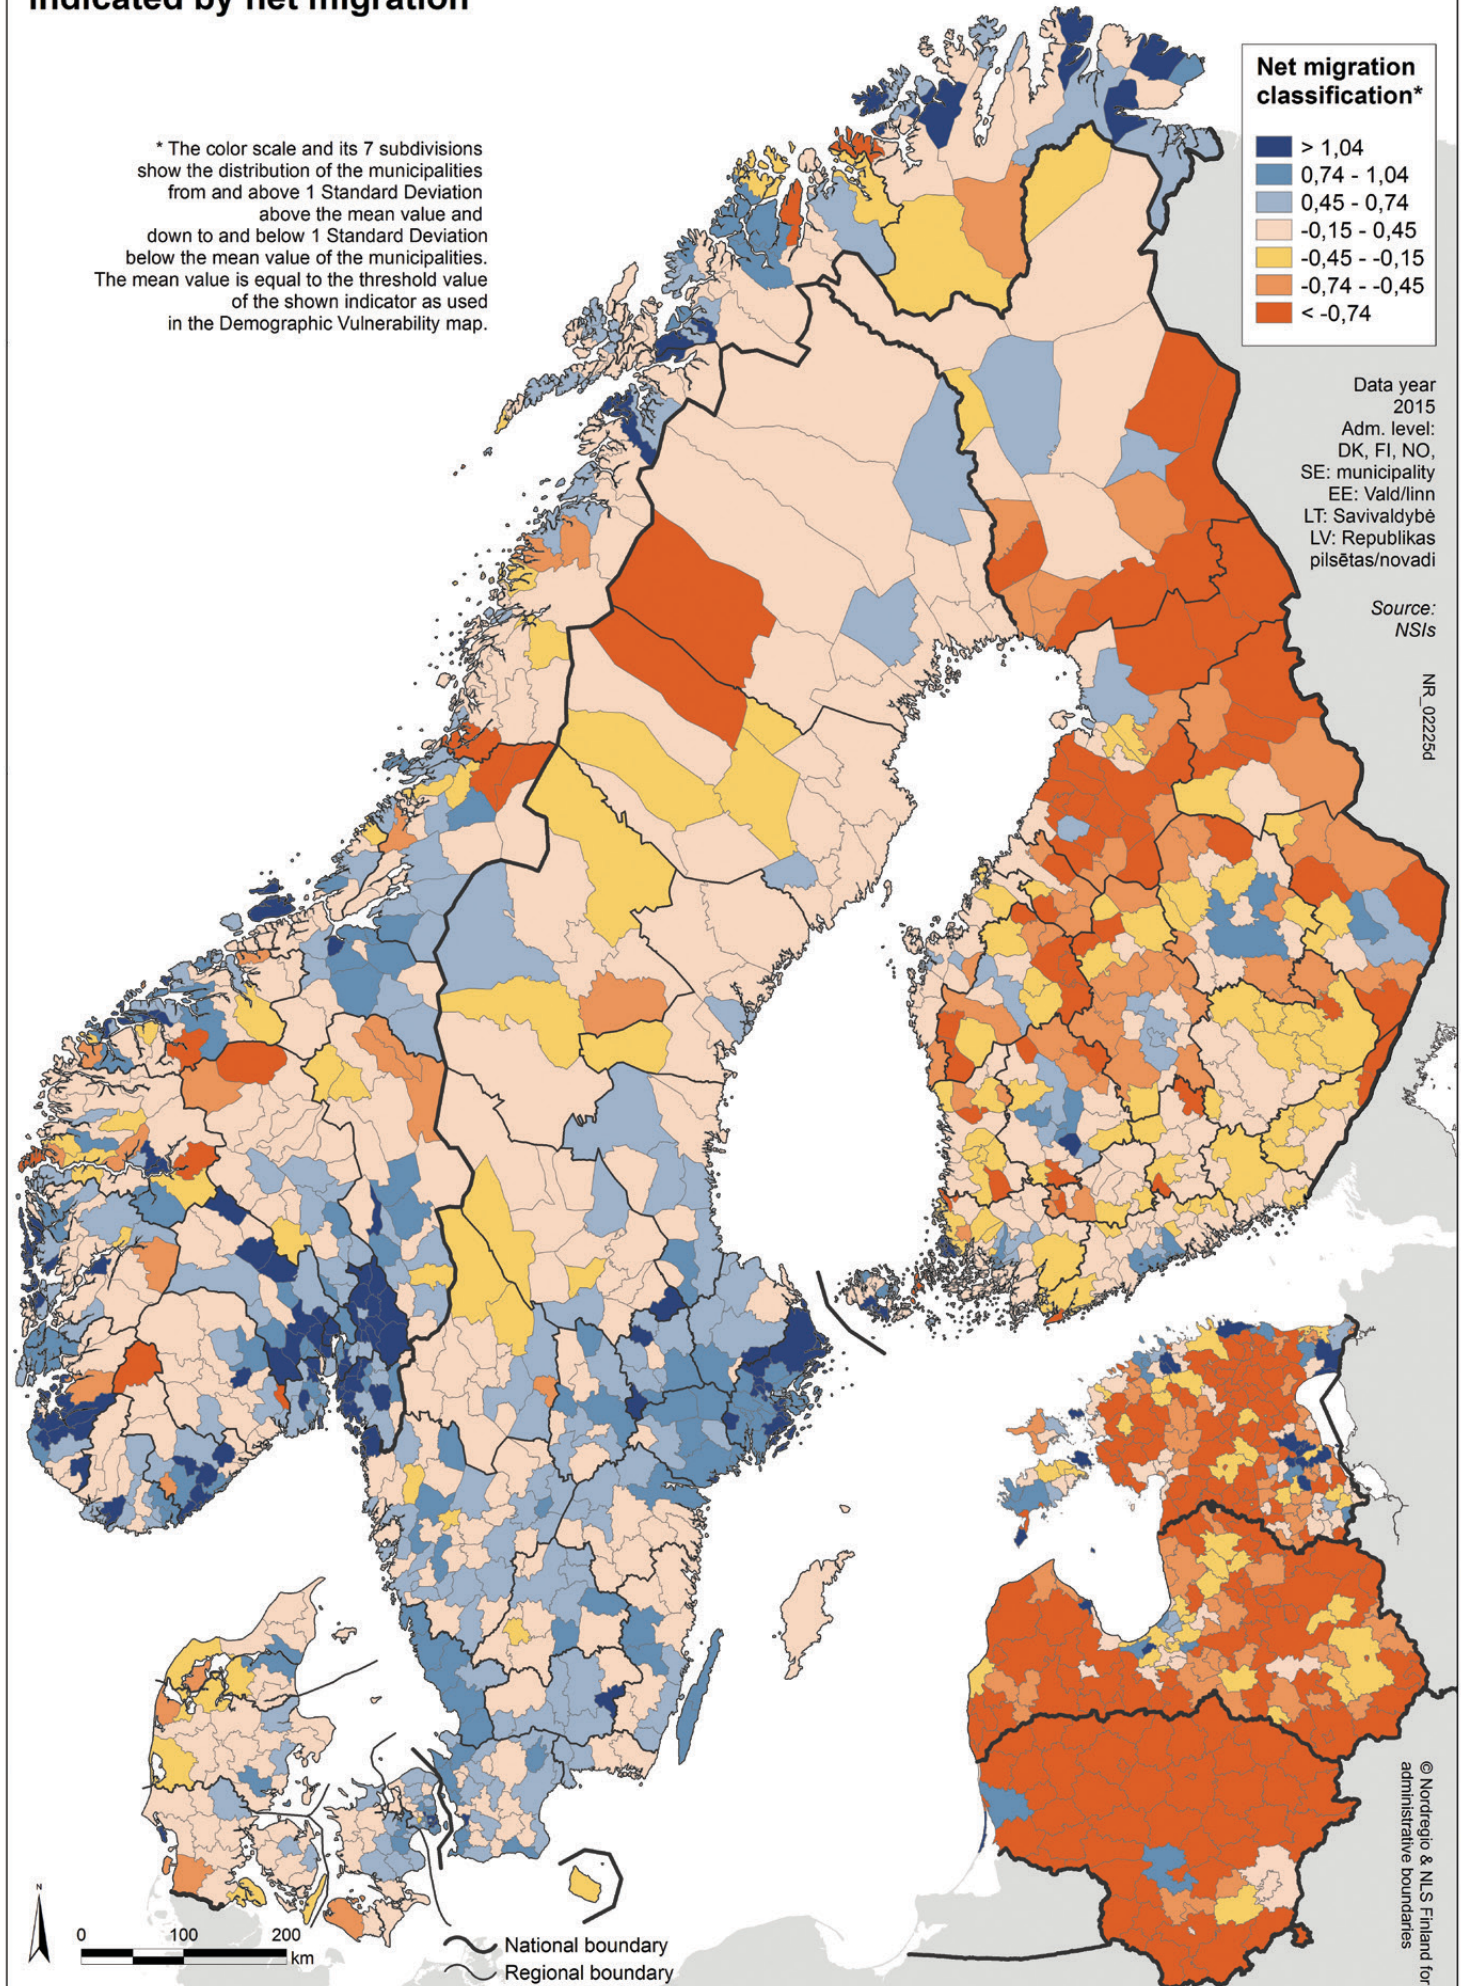 indicated by net migration
* The color scale and its 7 subdivisions
show the distribution of the municipalities
from and above 1 Standard Deviation
above the mean value and
down to and below 1 Standard Deviation
below the mean value of the municipalities.
The mean value is equal to the threshold value
of the shown indicator as used
in the Demographic Vulnerability map.
Net migration
classification*
> 1,04
0,74 - 1,04
0,45 - 0,74
-0,15 - 0,45
-0,45 - -0,15
-0,74 - -0,45
< -0,74
Data year
2015
Adm. level:
DK, FI, NO,
SE: municipality
EE: Vald/linn
LT: Savivaldybė
LV: Republikas
pilsētas/novadi
Source:
NSIs
NR_02225d
© Nordregio & NLS Finland for
administrative boundaries
N
0 100 200
km
National boundary
Regional boundary